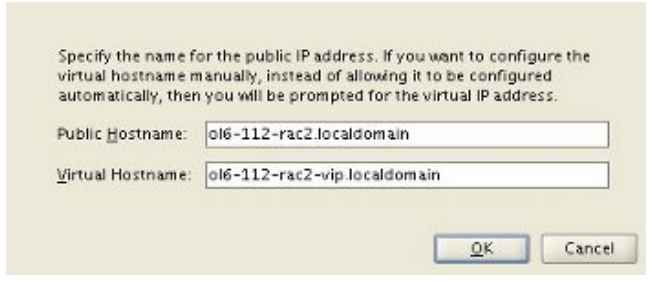 Specify the name for the public IP address. If you want to configure the
virtual hostname manually, instead of allowing it to be configured
automatically, then you will be prompted for the virtual IP address.
Public Hostname: ol6-112-rac2.localdomain
Virtual Hostname: ol6-112-rac2-vip.localdomain
OK Cancel